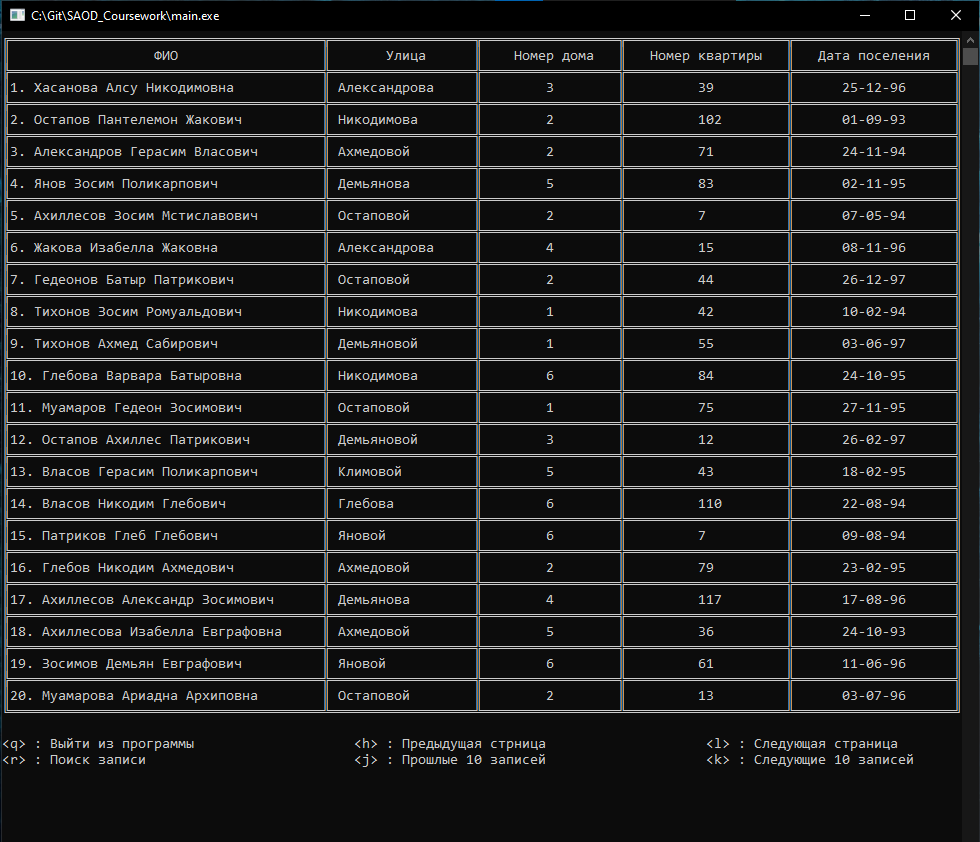 C:\Git\SAOD_Coursework\main.exe
ФИО Улица Номер дома Номер квартиры Дата поселения
1. Хасанова Алсу Никодимовна Александрова 3 39 25-12-96
2. Остапов Пантелемон Жакович Никодимова 2 102 01-09-93
3. Александров Герасим Власович Ахмедовой 2 71 24-11-94
4. Янов Зосим Поликарпович Демьянова 5 83 02-11-95
5. Ахиллесов Зосим Мстиславович Остаповой 2 7 07-05-94
6. Жакова Изабелла Жаковна Александрова 4 15 08-11-96
7. Гедеонов Батыр Патрикович Остаповой 2 44 26-12-97
8. Тихонов Зосим Ромуальдович Никодимова 1 42 10-02-94
9. Тихонов Ахмед Сабирович Демьяновой 1 55 03-06-97
10. Глебова Варвара Батыровна Никодимова 6 84 24-10-95
11. Муамаров Гедеон Зосимович Остаповой 1 75 27-11-95
12. Остапов Ахиллес Патрикович Демьяновой 3 12 26-02-97
13. Власов Герасим Поликарпович Климовой 5 43 18-02-95
14. Власов Никодим Глебович Глебова 6 110 22-08-94
15. Патриков Глеб Глебович Яновой 6 7 09-08-94
16. Глебов Никодим Ахмедович Ахмедовой 2 79 23-02-95
17. Ахиллесов Александр Зосимович Демьянова 4 117 17-08-96
18. Ахиллесова Изабелла Евграфовна Ахмедовой 5 36 24-10-93
19. Зосимов Демьян Евграфович Яновой 6 61 11-06-96
20. Муамарова Ариадна Архиповна Остаповой 2 13 03-07-96
<q> : Выйти из программы <h> : Предыдущая стрница <l> : Следующая страница
<r> : Поиск записи <j> : Прошлые 10 записей <k> : Следующие 10 записей